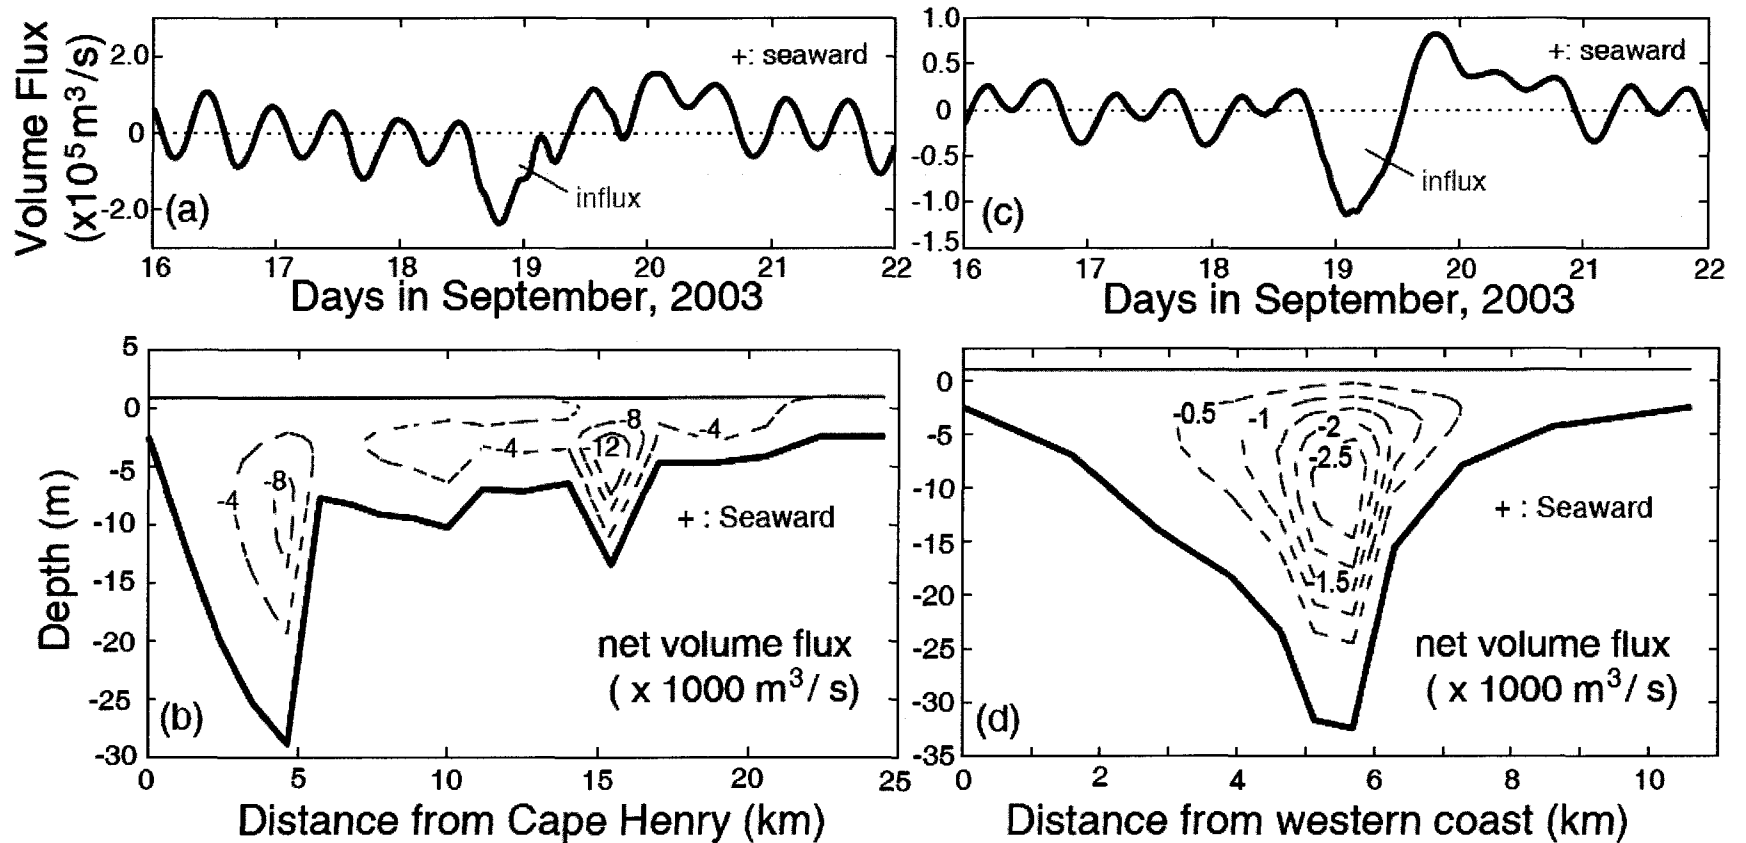 Volume Flux
(x10⁵m³/s)
2.0
0
-2.0
+: seaward
influx
(a)
16 17 18 19 20 21 22
Days in September, 2003
1.0
0.5
0
-0.5
-1.0
-1.5
+: seaward
influx
(c)
16 17 18 19 20 21 22
Days in September, 2003
Depth (m)
5
0
-5
-10
-15
-20
-25
-30
-4
-8
-4
-12
-8
-4
+ : Seaward
net volume flux
( x 1000 m³/ s)
(b)
0 5 10 15 20 25
Distance from Cape Henry (km)
0
-5
-10
-15
-20
-25
-30
-35
-0.5
-1
-2
-2.5
-1.5
+ : Seaward
net volume flux
( x 1000 m³/ s)
(d)
0 2 4 6 8 10
Distance from western coast (km)